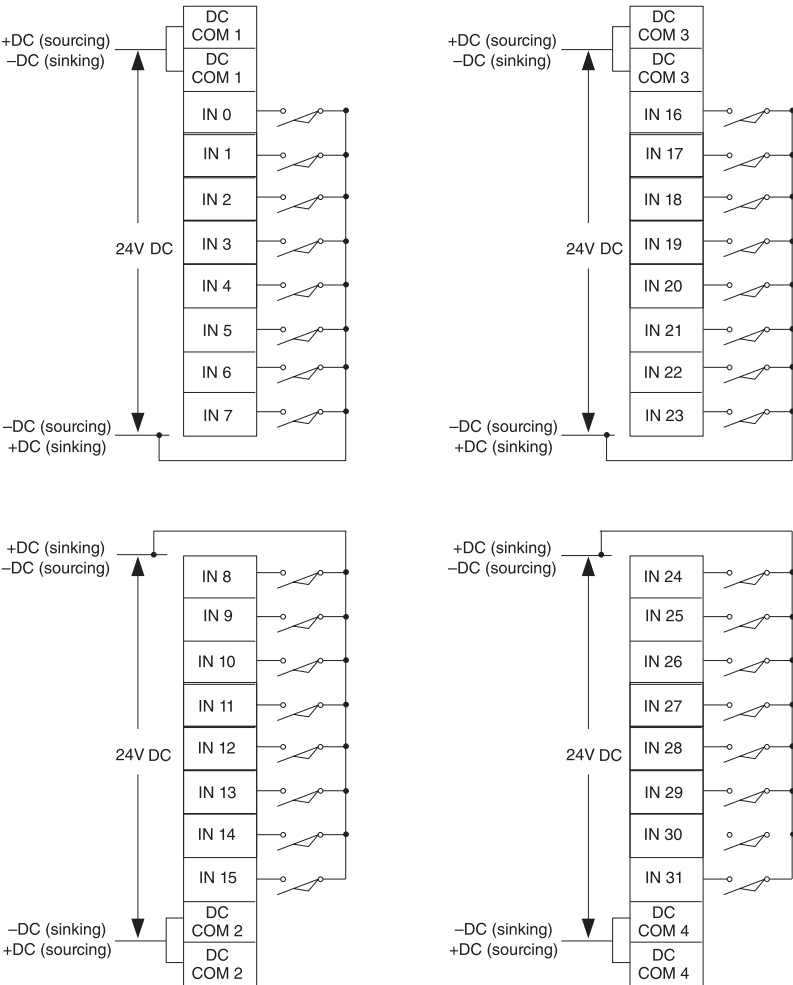 +DC (sourcing)
–DC (sinking)
DC
COM 1
DC
COM 1
IN 0
IN 1
IN 2
24V DC
IN 3
IN 4
IN 5
IN 6
IN 7
–DC (sourcing)
+DC (sinking)
+DC (sourcing)
–DC (sinking)
DC
COM 3
DC
COM 3
IN 16
IN 17
IN 18
24V DC
IN 19
IN 20
IN 21
IN 22
IN 23
–DC (sourcing)
+DC (sinking)
+DC (sinking)
–DC (sourcing)
IN 8
IN 9
IN 10
IN 11
24V DC
IN 12
IN 13
IN 14
IN 15
DC
COM 2
DC
COM 2
–DC (sinking)
+DC (sourcing)
+DC (sinking)
–DC (sourcing)
IN 24
IN 25
IN 26
IN 27
24V DC
IN 28
IN 29
IN 30
IN 31
DC
COM 4
DC
COM 4
–DC (sinking)
+DC (sourcing)